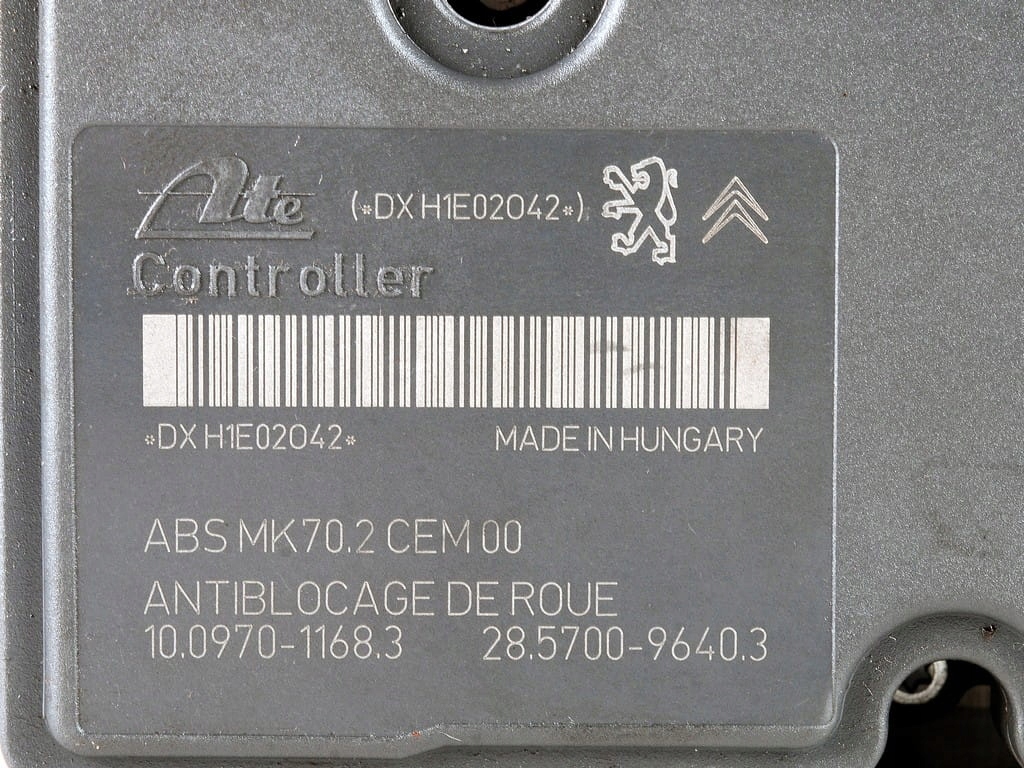 Ate (*DX H1E02042*)
Controller
*DX H1E02042* MADE IN HUNGARY
ABS MK70.2 CEM 00
ANTIBLOCAGE DE ROUE
10.0970-1168.3 28.5700-9640.3